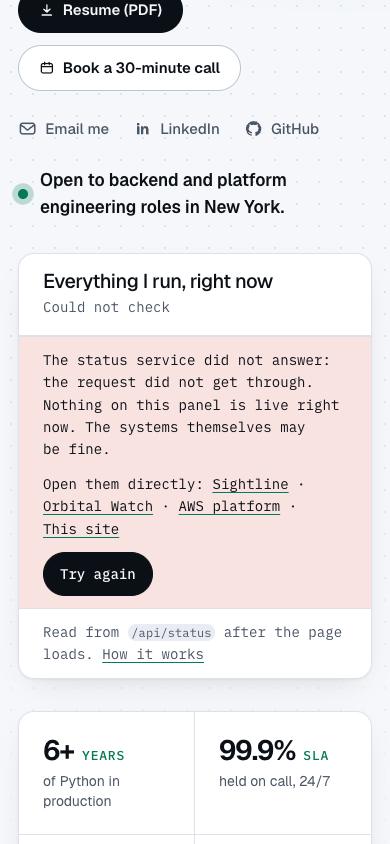 Resume (PDF)
Book a 30-minute call
Email me
LinkedIn
GitHub
Open to backend and platform
engineering roles in New York.
Everything I run, right now
Could not check
The status service did not answer:
the request did not get through.
Nothing on this panel is live right
now. The systems themselves may
be fine.
Open them directly: Sightline ·
Orbital Watch · AWS platform ·
This site
Try again
Read from /api/status after the page
loads. How it works
6+ YEARS
of Python in
production
99.9% SLA
held on call, 24/7